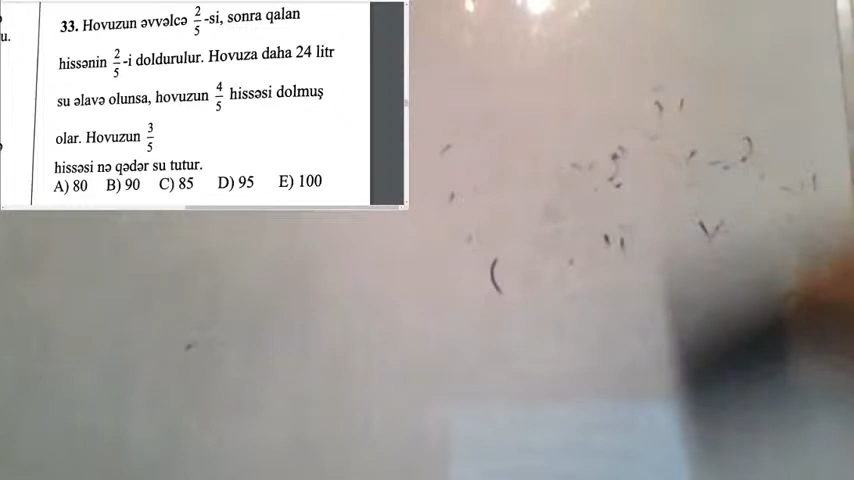 u.
33. Hovuzun əvvəlcə 2/5-si, sonra qalan
hissənin 2/5-i doldurulur. Hovuza daha 24 litr
su əlavə olunsa, hovuzun 4/5 hissəsi dolmuş
olar. Hovuzun 3/5
hissəsi nə qədər su tutur.
A) 80 B) 90 C) 85 D) 95 E) 100